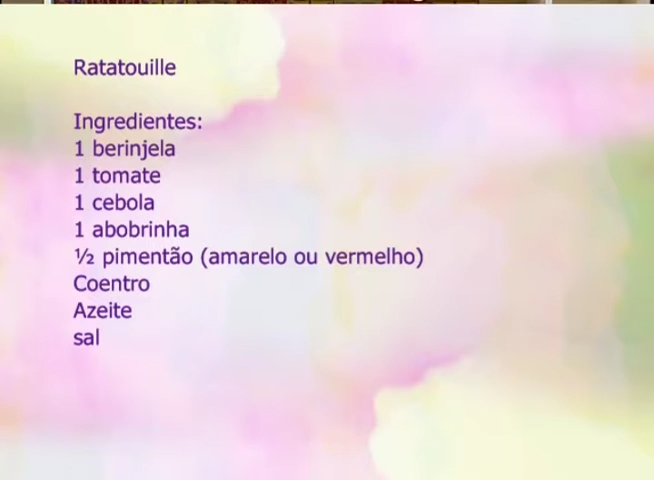 Ratatouille
Ingredientes:
1 berinjela
1 tomate
1 cebola
1 abobrinha
½ pimentão (amarelo ou vermelho)
Coentro
Azeite
sal